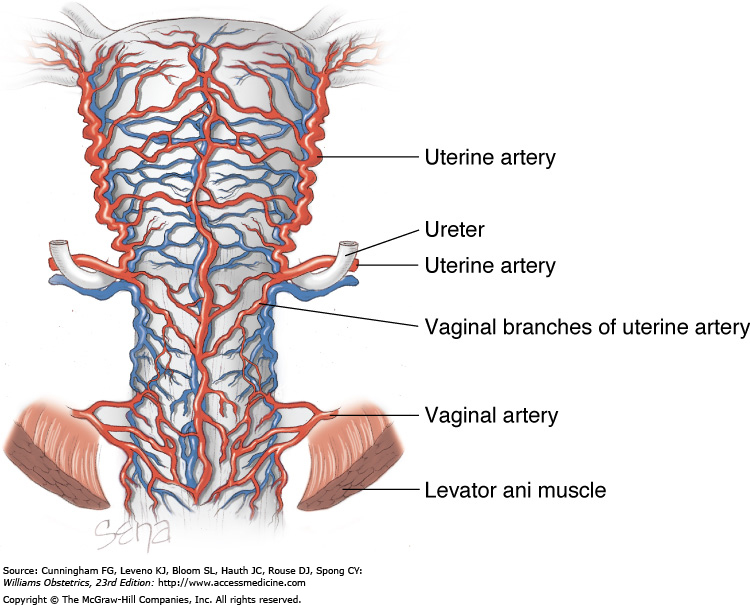 Uterine artery
Ureter
Uterine artery
Vaginal branches of uterine artery
Vaginal artery
Levator ani muscle
Sena
Source: Cunningham FG, Leveno KJ, Bloom SL, Hauth JC, Rouse DJ, Spong CY:
Williams Obstetrics, 23rd Edition: http://www.accessmedicine.com
Copyright © The McGraw-Hill Companies, Inc. All rights reserved.